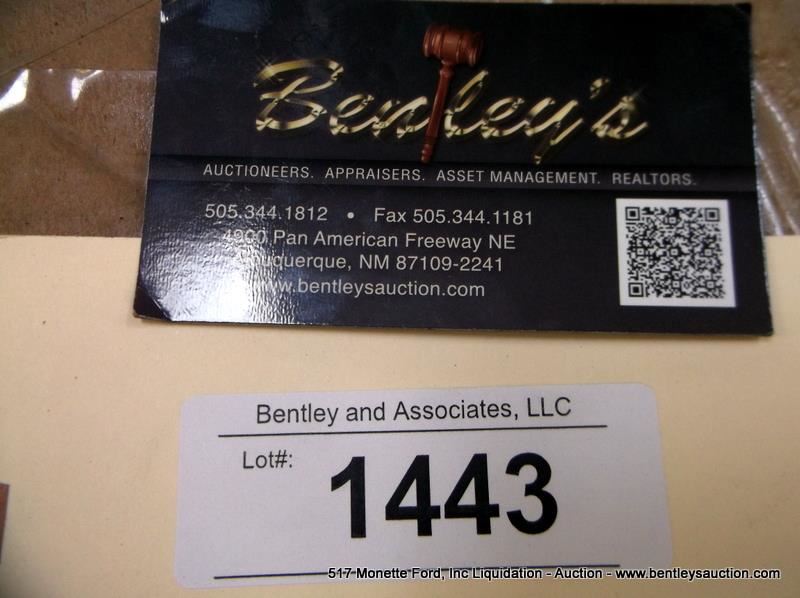 Bentley's
AUCTIONEERS. APPRAISERS. ASSET MANAGEMENT. REALTORS.
505.344.1812 • Fax 505.344.1181
Pan American Freeway NE
Albuquerque, NM 87109-2241
www.bentleysauction.com
Bentley and Associates, LLC
Lot#: 1443
517 Monette Ford, Inc Liquidation - Auction - www.bentleysauction.com